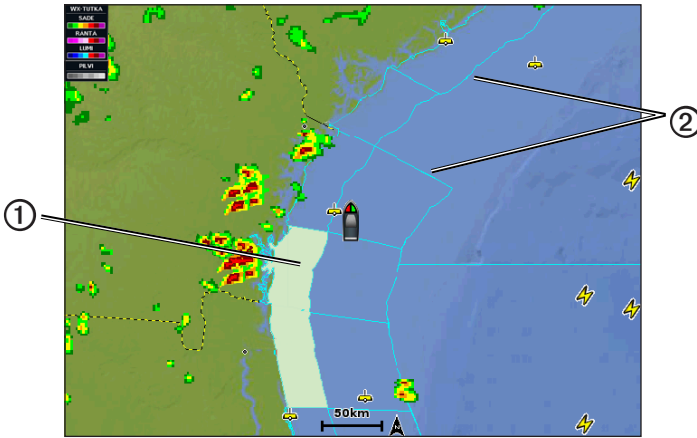 WX-TUTKA
SADE
RANTA
LUMI
PILVI
①
②
50km
N